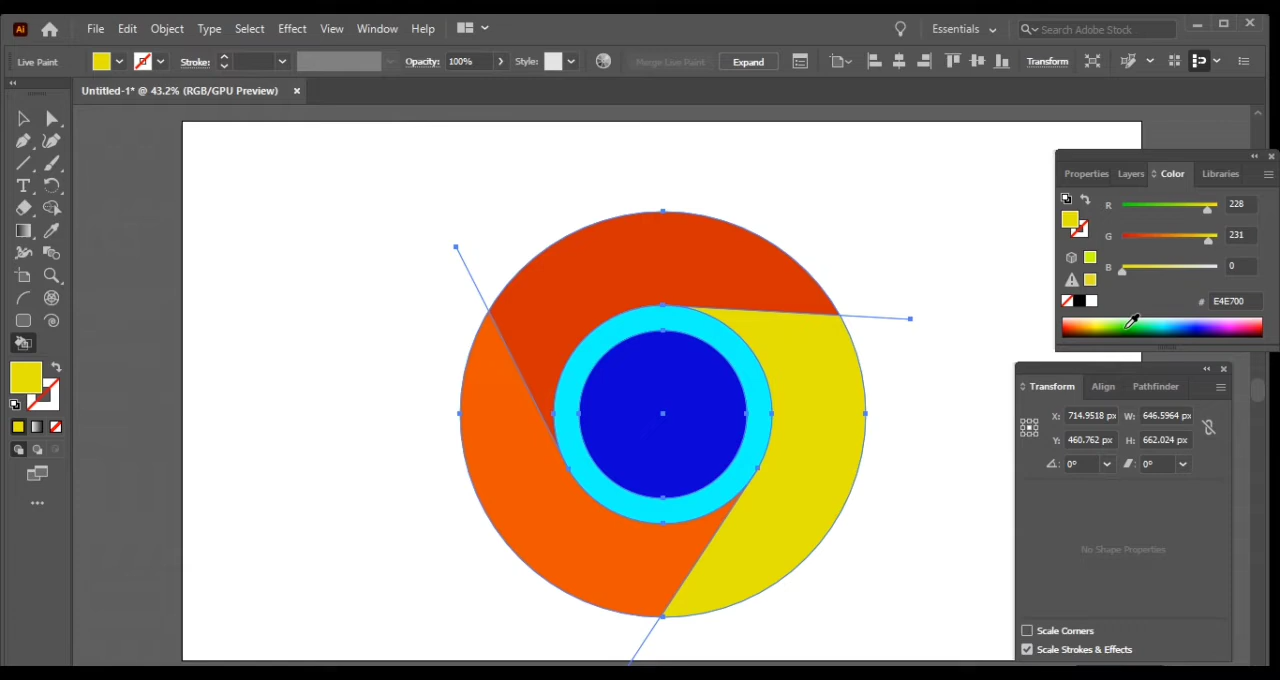 Ai File Edit Object Type Select Effect View Window Help Essentials Search Adobe Stock
Live Paint Stroke: Opacity: 100% Style: Merge Live Paint Expand Transform
Untitled-1* @ 43.2% (RGB/GPU Preview)
Properties Layers Color Libraries
R 228
G 231
B 0
# E4E700
Transform Align Pathfinder
X: 714.9518 px W: 646.5964 px
Y: 460.762 px H: 662.024 px
0° 0°
No Shape Properties
Scale Corners
Scale Strokes & Effects